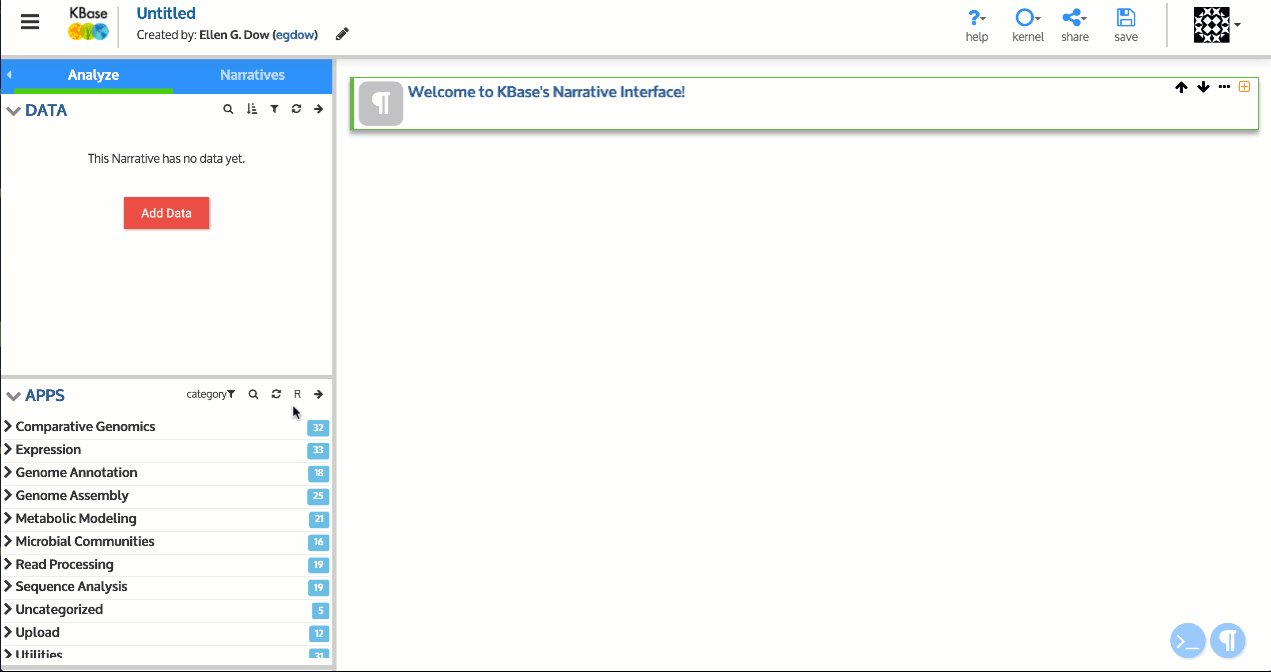 KBase
Untitled
Created by: Ellen G. Dow (egdow)
help
kernel
share
save
Analyze
Narratives
DATA
This Narrative has no data yet.
Add Data
Welcome to KBase's Narrative Interface!
APPS
category
R
Comparative Genomics 32
Expression 33
Genome Annotation 18
Genome Assembly 25
Metabolic Modeling 21
Microbial Communities 16
Read Processing 19
Sequence Analysis 19
Uncategorized 5
Upload 12
Utilities 31